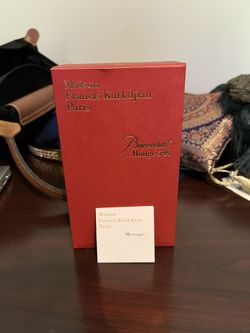 Maison
Francis Kurkdjian
Paris
Baccarat
Rouge 540
Maison
Francis Kurkdjian
Paris
Message...